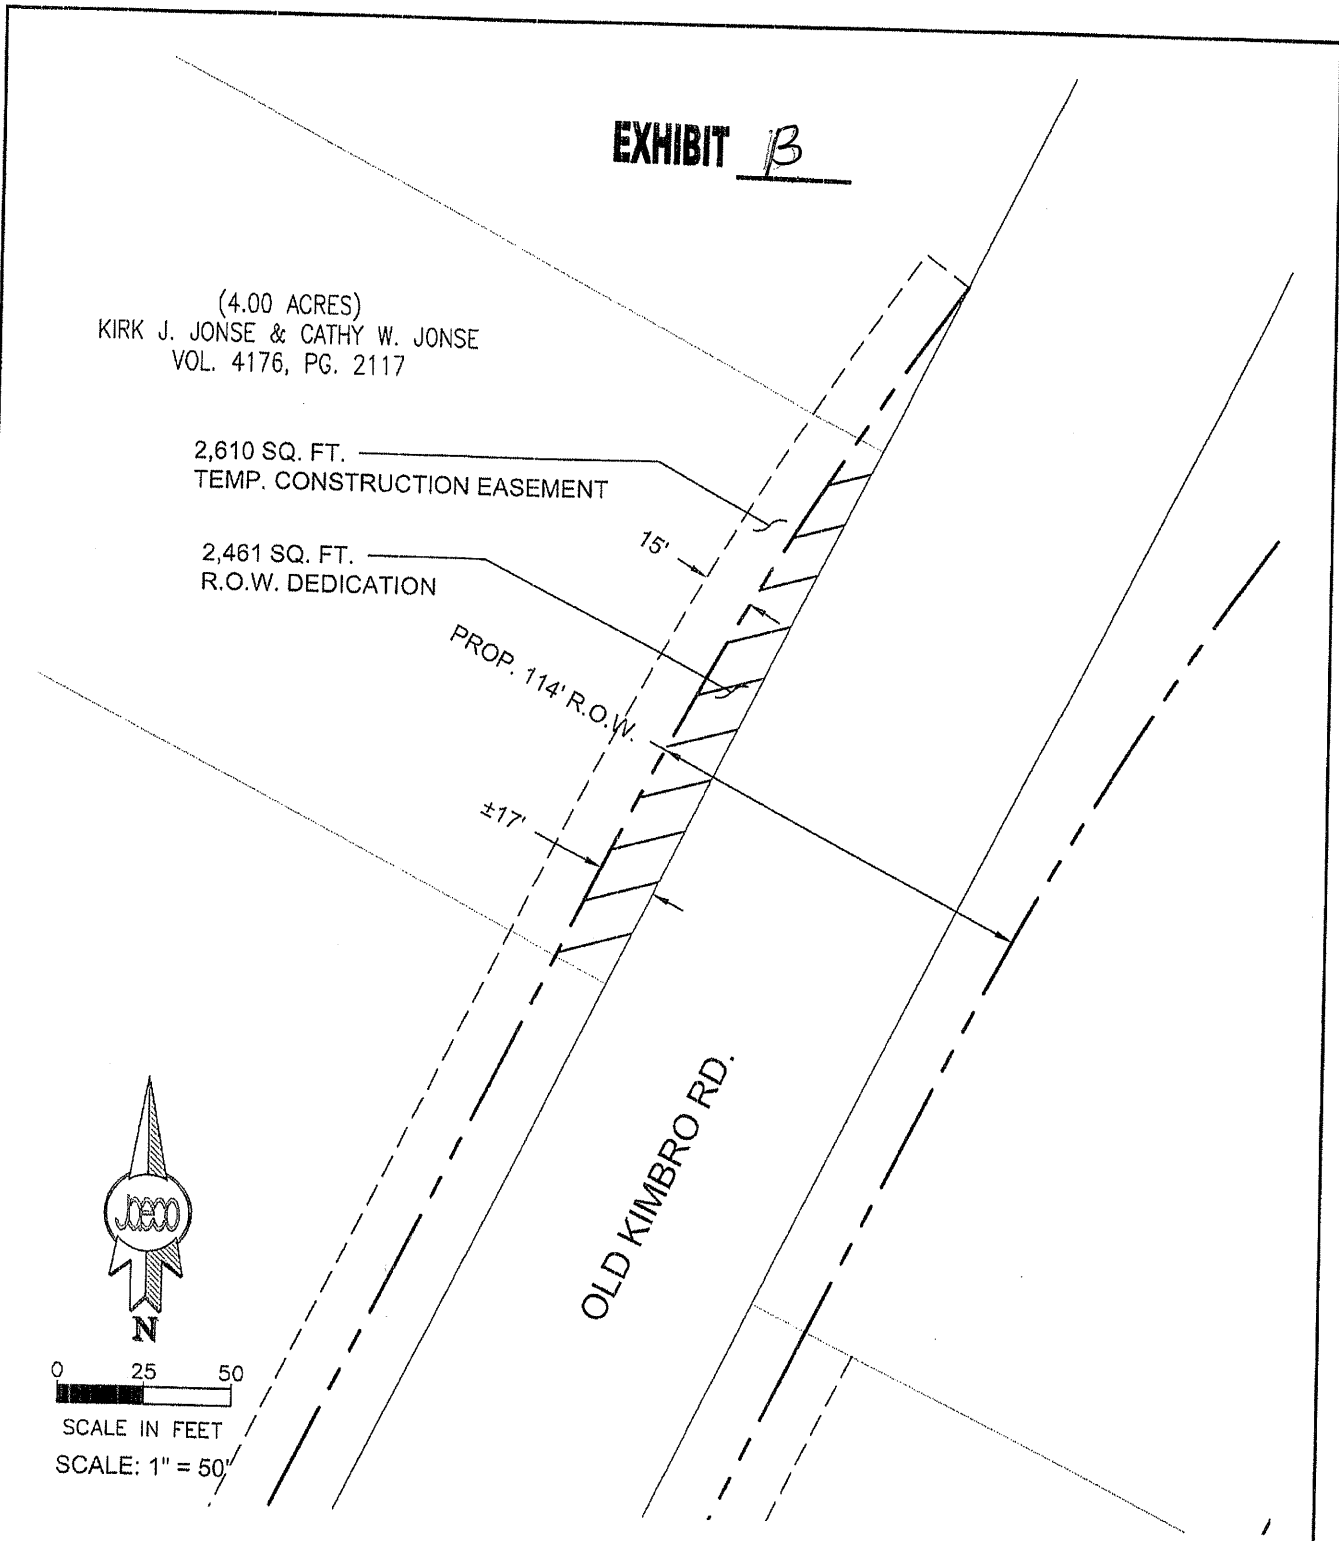 EXHIBIT B
(4.00 ACRES)
KIRK J. JONSE & CATHY W. JONSE
VOL. 4176, PG. 2117
2,610 SQ. FT.
TEMP. CONSTRUCTION EASEMENT
15'
2,461 SQ. FT.
R.O.W. DEDICATION
PROP. 114' R.O.W.
±17'
OLD KIMBRO RD.
Jaeco
N
0 25 50
SCALE IN FEET
SCALE: 1" = 50'